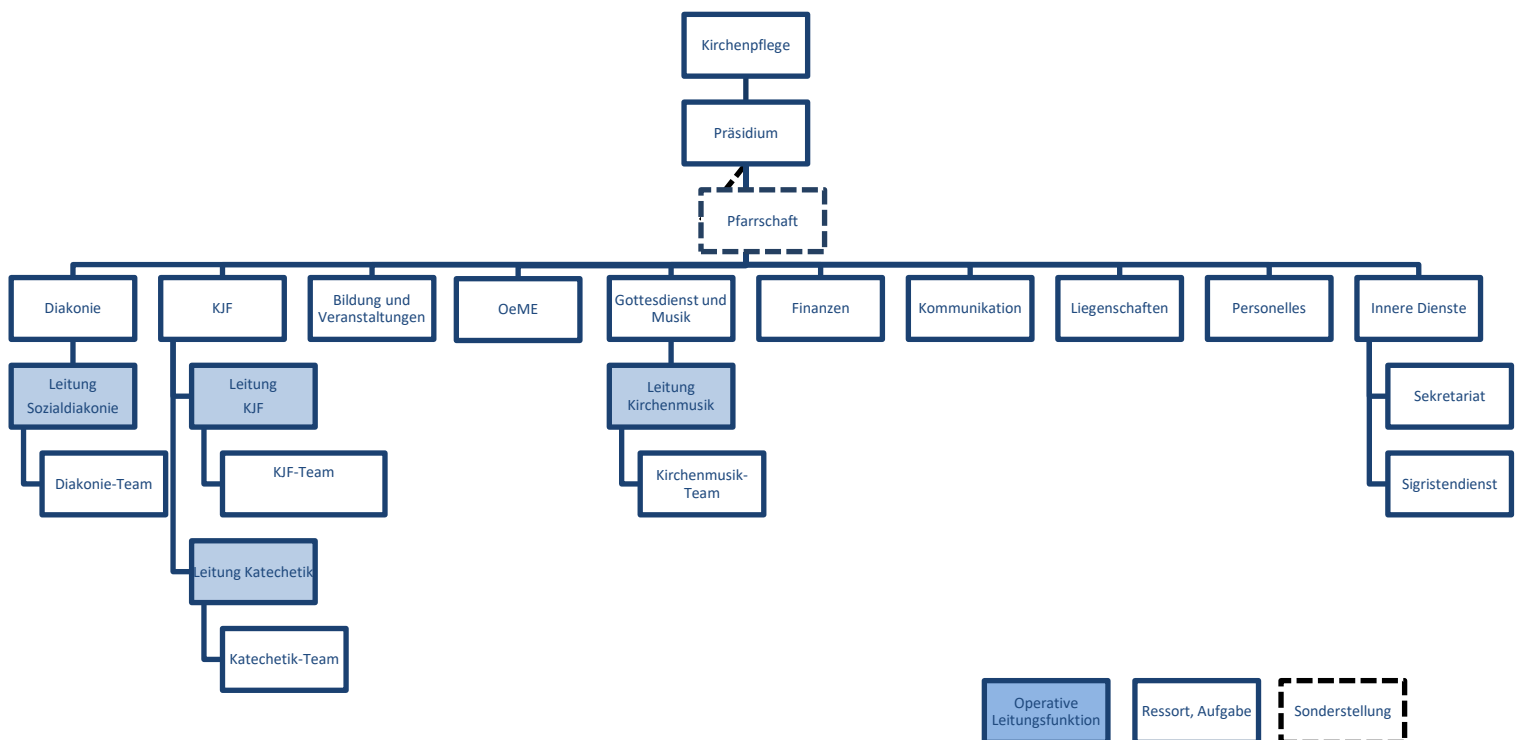 Kirchenpflege
Präsidium
Pfarrschaft
Diakonie
KJF
Bildung und
Veranstaltungen
OeME
Gottesdienst und
Musik
Finanzen
Kommunikation
Liegenschaften
Personelles
Innere Dienste
Leitung
Sozialdiakonie
Leitung
KJF
Leitung
Kirchenmusik
Sekretariat
Diakonie-Team
KJF-Team
Kirchenmusik-
Team
Sigristendienst
Leitung Katechetik
Katechetik-Team
Operative
Leitungsfunktion
Ressort, Aufgabe
Sonderstellung